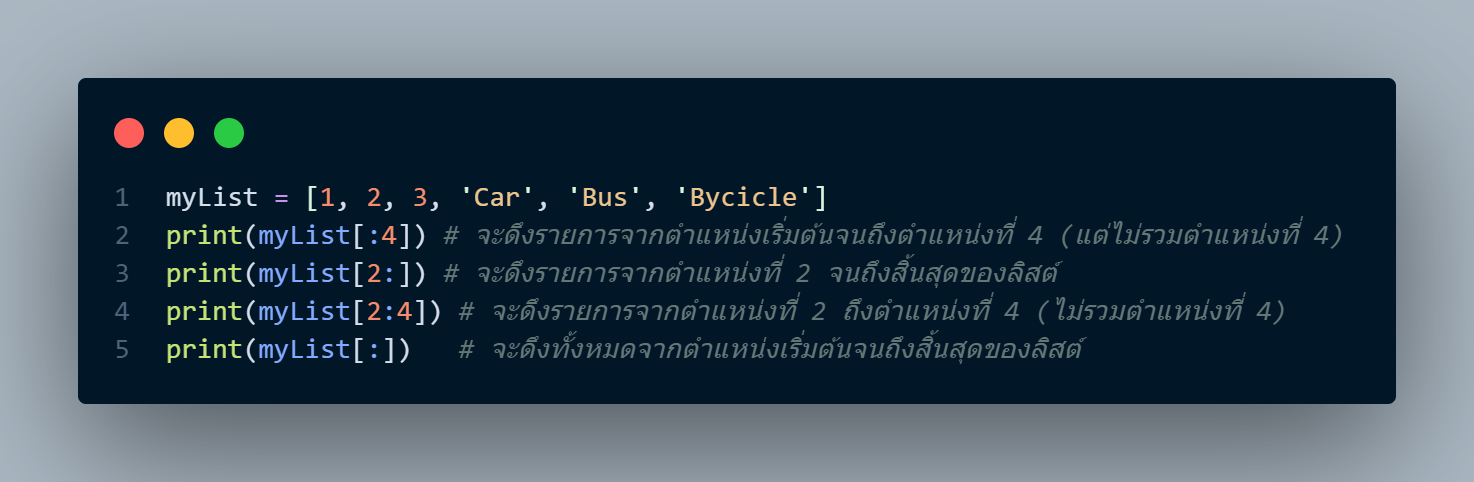 1 myList = [1, 2, 3, 'Car', 'Bus', 'Bycicle']
2 print(myList[:4]) # จะดึงรายการจากตำแหน่งเริ่มต้นจนถึงตำแหน่งที่ 4 (แต่ไม่รวมตำแหน่งที่ 4)
3 print(myList[2:]) # จะดึงรายการจากตำแหน่งที่ 2 จนถึงสิ้นสุดของลิสต์
4 print(myList[2:4]) # จะดึงรายการจากตำแหน่งที่ 2 ถึงตำแหน่งที่ 4 (ไม่รวมตำแหน่งที่ 4)
5 print(myList[:])   # จะดึงทั้งหมดจากตำแหน่งเริ่มต้นจนถึงสิ้นสุดของลิสต์